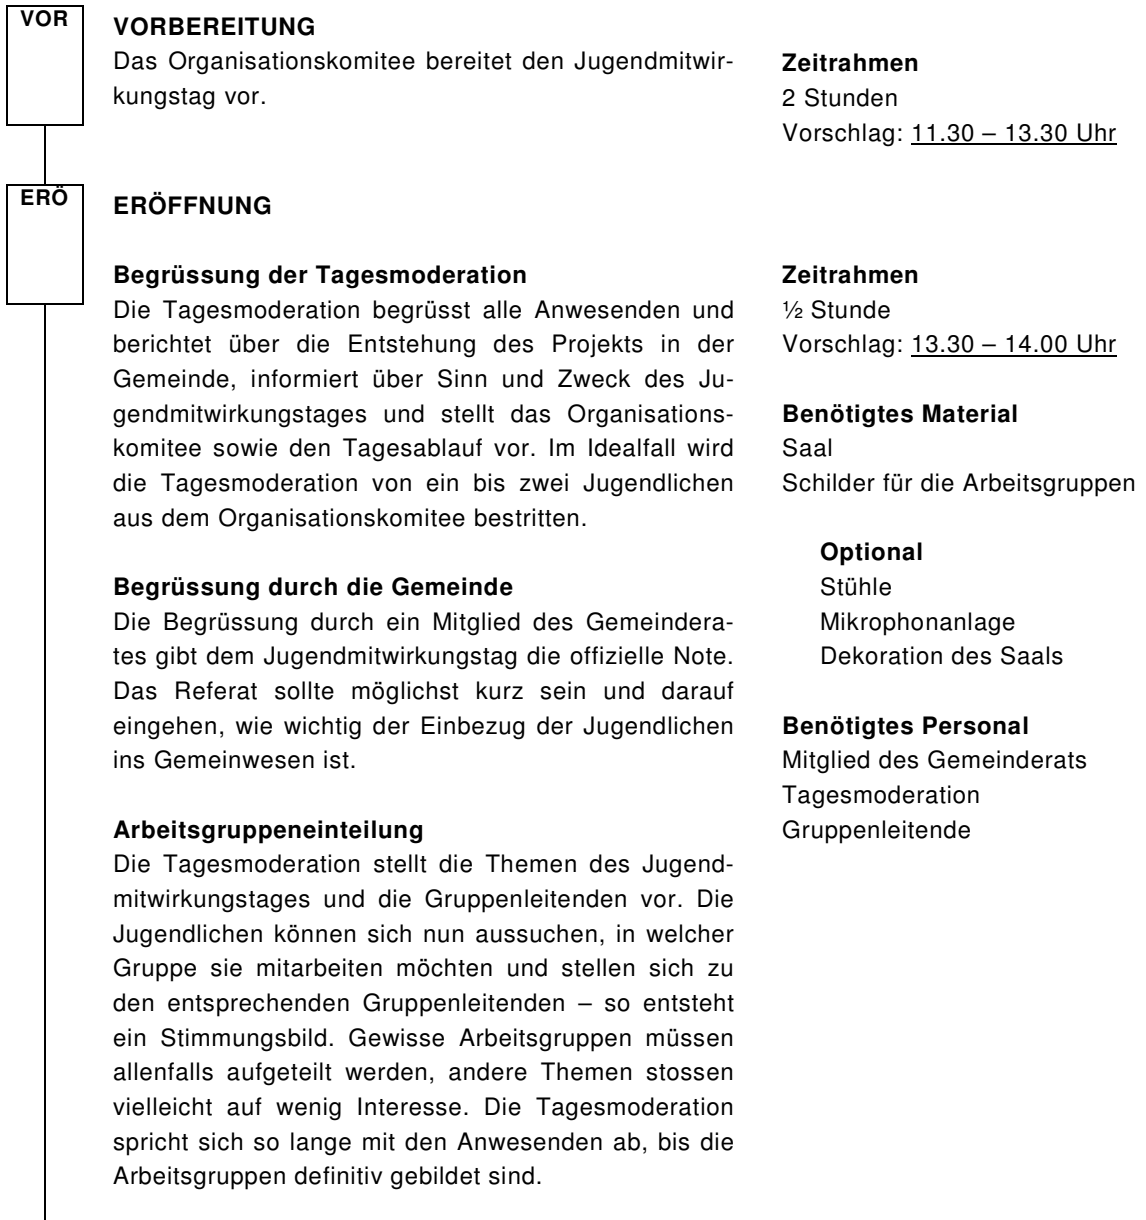 VOR
VORBEREITUNG
Das Organisationskomitee bereitet den Jugendmitwir-
kungstag vor.
Zeitrahmen
2 Stunden
Vorschlag: 11.30 – 13.30 Uhr
ERÖ
ERÖFFNUNG
Begrüssung der Tagesmoderation
Die Tagesmoderation begrüsst alle Anwesenden und
berichtet über die Entstehung des Projekts in der
Gemeinde, informiert über Sinn und Zweck des Ju-
gendmitwirkungstages und stellt das Organisations-
komitee sowie den Tagesablauf vor. Im Idealfall wird
die Tagesmoderation von ein bis zwei Jugendlichen
aus dem Organisationskomitee bestritten.
Begrüssung durch die Gemeinde
Die Begrüssung durch ein Mitglied des Gemeindera-
tes gibt dem Jugendmitwirkungstag die offizielle Note.
Das Referat sollte möglichst kurz sein und darauf
eingehen, wie wichtig der Einbezug der Jugendlichen
ins Gemeinwesen ist.
Arbeitsgruppeneinteilung
Die Tagesmoderation stellt die Themen des Jugend-
mitwirkungstages und die Gruppenleitenden vor. Die
Jugendlichen können sich nun aussuchen, in welcher
Gruppe sie mitarbeiten möchten und stellen sich zu
den entsprechenden Gruppenleitenden – so entsteht
ein Stimmungsbild. Gewisse Arbeitsgruppen müssen
allenfalls aufgeteilt werden, andere Themen stossen
vielleicht auf wenig Interesse. Die Tagesmoderation
spricht sich so lange mit den Anwesenden ab, bis die
Arbeitsgruppen definitiv gebildet sind.
Zeitrahmen
½ Stunde
Vorschlag: 13.30 – 14.00 Uhr
Benötigtes Material
Saal
Schilder für die Arbeitsgruppen
Optional
Stühle
Mikrophonanlage
Dekoration des Saals
Benötigtes Personal
Mitglied des Gemeinderats
Tagesmoderation
Gruppenleitende